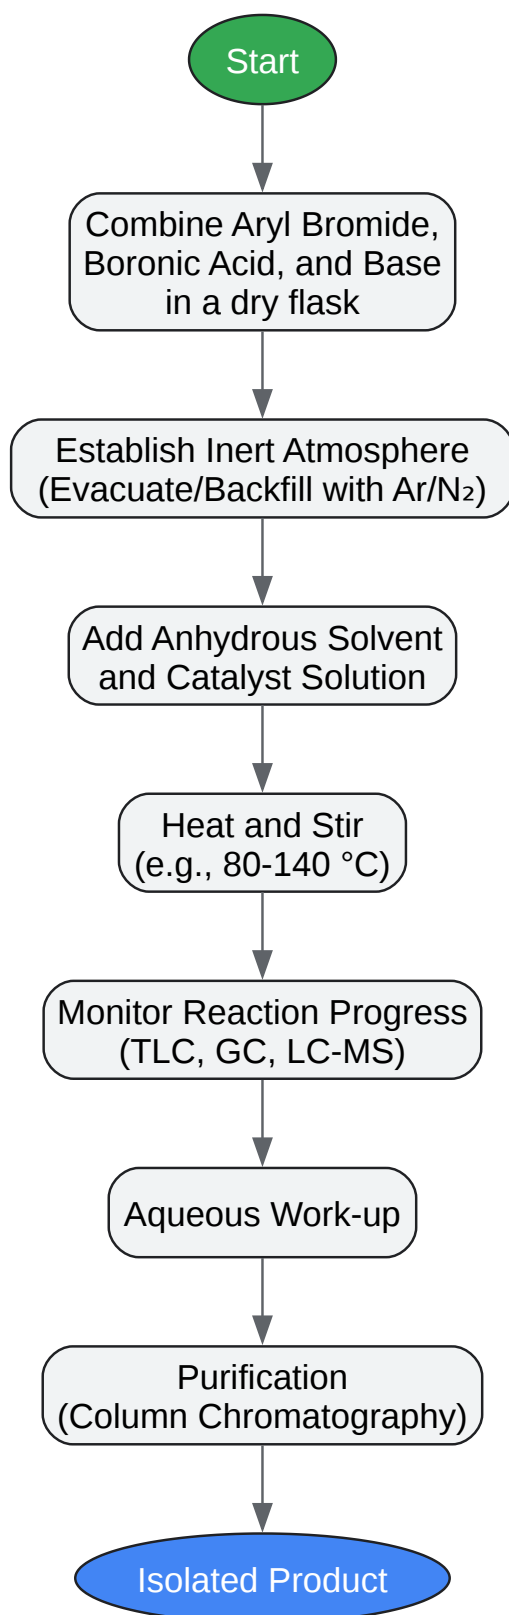 Start
Combine Aryl Bromide,
Boronic Acid, and Base
in a dry flask
Establish Inert Atmosphere
(Evacuate/Backfill with Ar/N₂)
Add Anhydrous Solvent
and Catalyst Solution
Heat and Stir
(e.g., 80-140 °C)
Monitor Reaction Progress
(TLC, GC, LC-MS)
Aqueous Work-up
Purification
(Column Chromatography)
Isolated Product